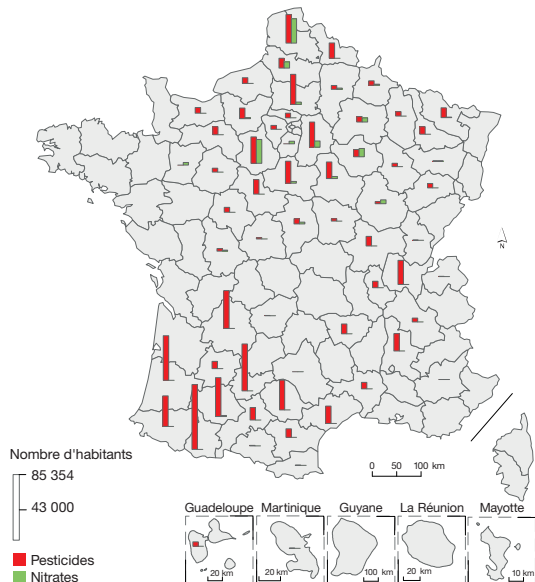 N
Nombre d'habitants
85 354
43 000
Pesticides
Nitrates
0 50 100 km
Guadeloupe
20 km
Martinique
20 km
Guyane
100 km
La Réunion
20 km
Mayotte
10 km